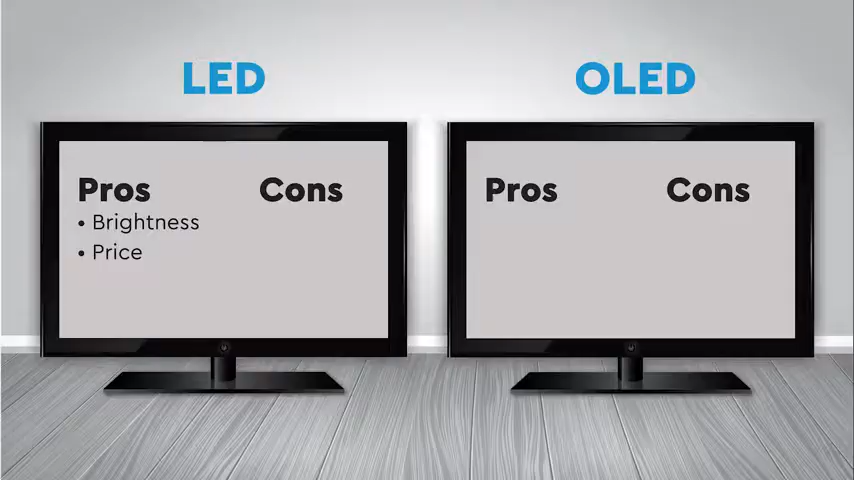 LED
OLED
Pros
Cons
• Brightness
• Price
Pros
Cons